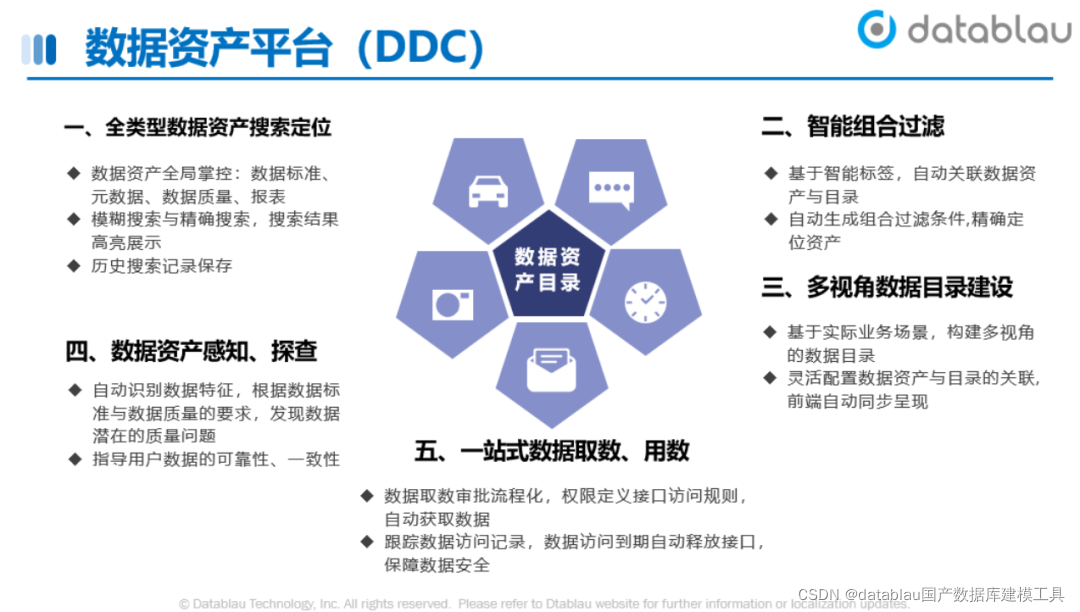 数据资产平台（DDC）
datablau
一、全类型数据资产搜索定位
◆ 数据资产全局掌控：数据标准、
元数据、数据质量、报表
◆ 模糊搜索与精确搜索，搜索结果
高亮展示
◆ 历史搜索记录保存
二、智能组合过滤
◆ 基于智能标签，自动关联数据资
产与目录
◆ 自动生成组合过滤条件,精确定
位资产
数据资
产目录
三、多视角数据目录建设
◆ 基于实际业务场景，构建多视角
的数据目录
◆ 灵活配置数据资产与目录的关联,
前端自动同步呈现
四、数据资产感知、探查
◆ 自动识别数据特征，根据数据标
准与数据质量的要求，发现数据
潜在的质量问题
◆ 指导用户数据的可靠性、一致性
五、一站式数据取数、用数
◆ 数据取数审批流程化，权限定义接口访问规则，
自动获取数据
◆ 跟踪数据访问记录，数据访问到期自动释放接口，
保障数据安全
© Datablau Technology, Inc. All rights reserved. Please refer to Dtablau website for further information or localization updates.
CSDN @datablau国产数据库建模工具